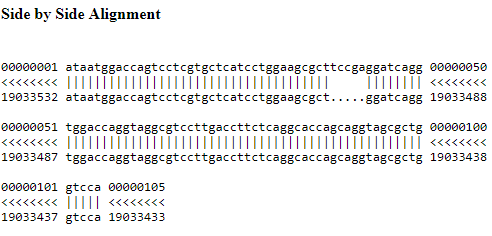 Side by Side Alignment
00000001 ataatggaccagtcctcgtgctcatcctggaagcgcttccgaggatcagg 00000050
<<<<<<<< |||||||||||||||||||||||||||||||||||||     |||||||| <<<<<<<<
19033532 ataatggaccagtcctcgtgctcatcctggaagcgct.....ggatcagg 19033488
00000051 tggaccaggtaggcgtccttgaccttctcaggcaccagcaggtagcgctg 00000100
<<<<<<<< |||||||||||||||||||||||||||||||||||||||||||||||||| <<<<<<<<
19033487 tggaccaggtaggcgtccttgaccttctcaggcaccagcaggtagcgctg 19033438
00000101 gtcca 00000105
<<<<<<<< ||||| <<<<<<<<
19033437 gtcca 19033433